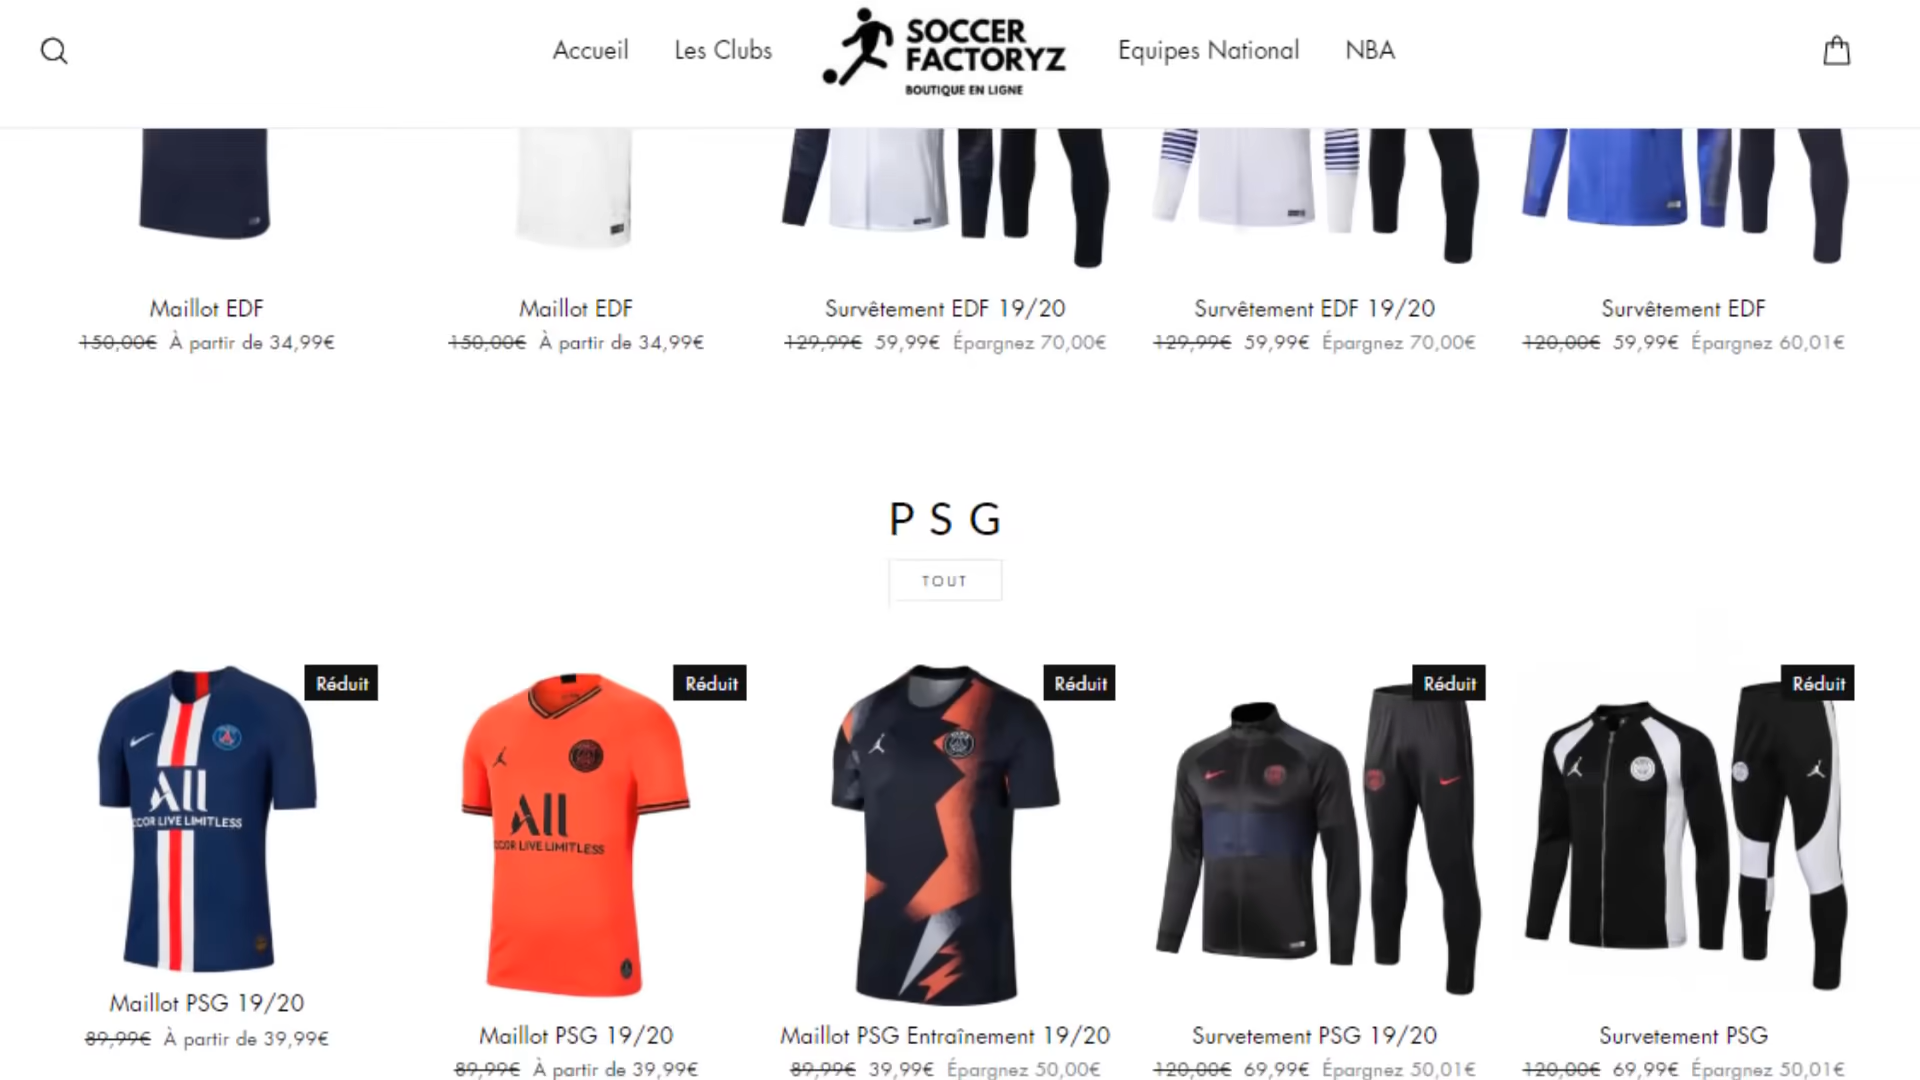 Accueil
Les Clubs
SOCCER
FACTORYZ
BOUTIQUE EN LIGNE
Equipes National
NBA
Maillot EDF
150,00€ À partir de 34,99€
Maillot EDF
150,00€ À partir de 34,99€
Survêtement EDF 19/20
129,99€ 59,99€ Épargnez 70,00€
Survêtement EDF 19/20
129,99€ 59,99€ Épargnez 70,00€
Survêtement EDF
120,00€ 59,99€ Épargnez 60,01€
PSG
TOUT
Réduit
All
COR LIVE LIMITLESS
Maillot PSG 19/20
89,99€ À partir de 39,99€
Réduit
All
COR LIVE LIMITLESS
Maillot PSG 19/20
89,99€ À partir de 39,99€
Réduit
Maillot PSG Entraînement 19/20
89,99€ 39,99€ Épargnez 50,00€
Réduit
Survetement PSG 19/20
120,00€ 69,99€ Épargnez 50,01€
Réduit
Survetement PSG
120,00€ 69,99€ Épargnez 50,01€